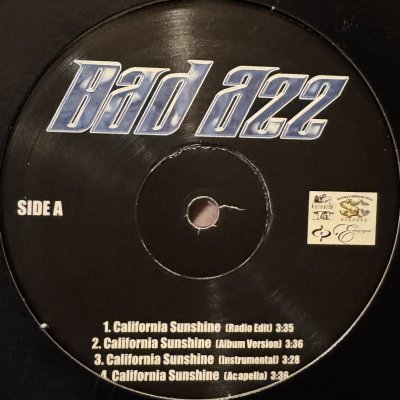 Bad Azz
SIDE A
1. California Sunshine (Radio Edit) 3:35
2. California Sunshine (Album Version) 3:36
3. California Sunshine (Instrumental) 3:28
4. California Sunshine (Acapella) 3:36